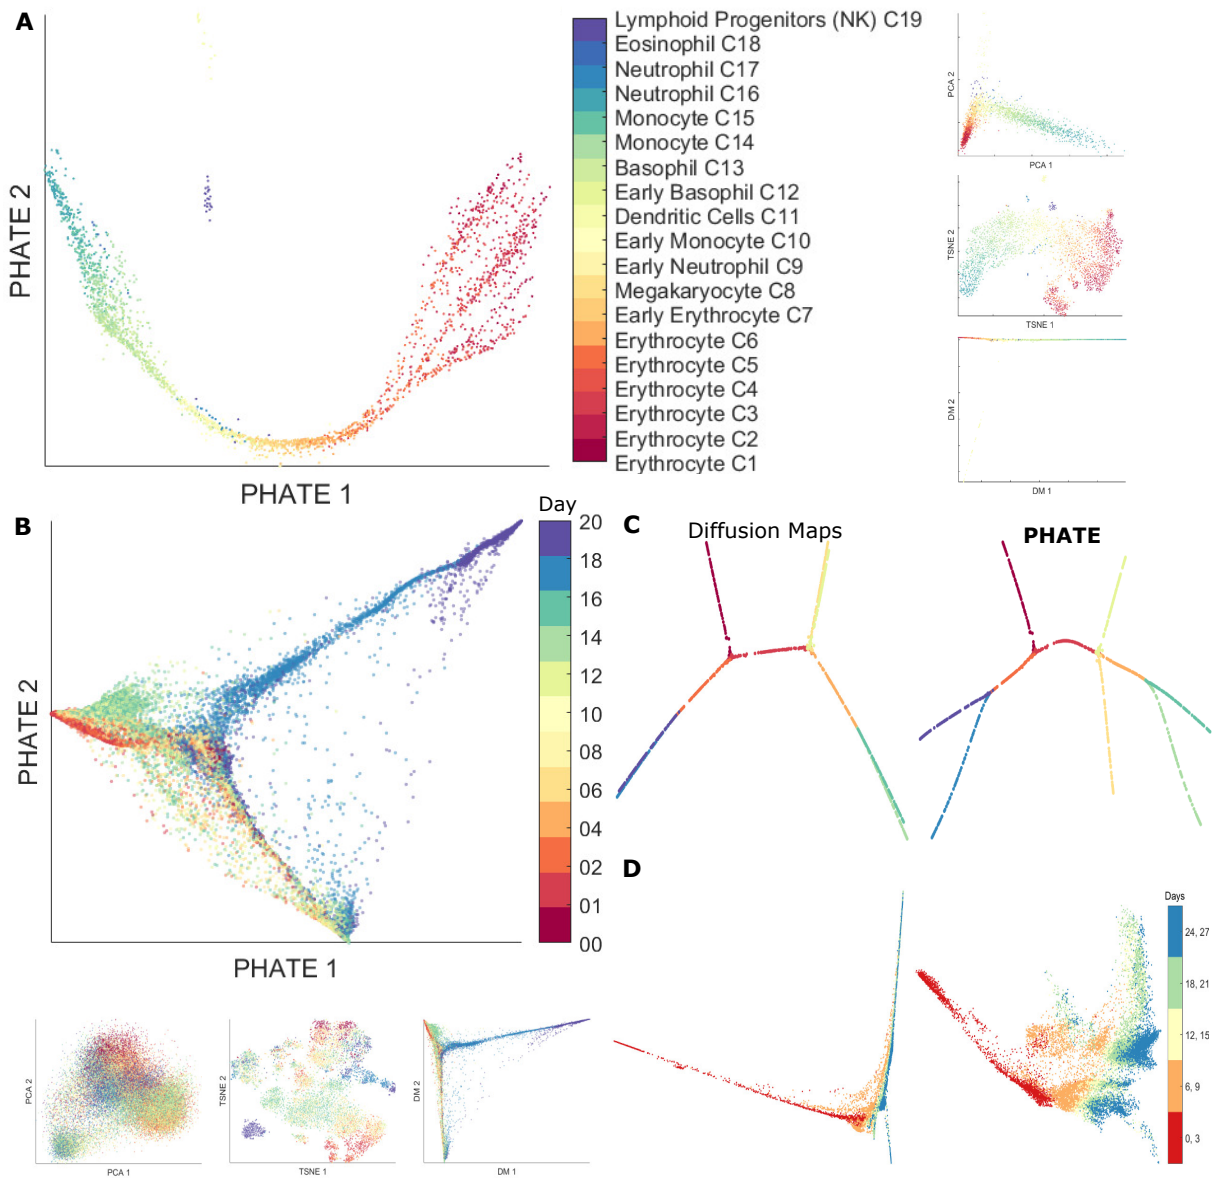 A
PHATE 2
PHATE 1
Lymphoid Progenitors (NK) C19
Eosinophil C18
Neutrophil C17
Neutrophil C16
Monocyte C15
Monocyte C14
Basophil C13
Early Basophil C12
Dendritic Cells C11
Early Monocyte C10
Early Neutrophil C9
Megakaryocyte C8
Early Erythrocyte C7
Erythrocyte C6
Erythrocyte C5
Erythrocyte C4
Erythrocyte C3
Erythrocyte C2
Erythrocyte C1
PCA 2
PCA 1
TSNE 2
TSNE 1
DM 2
DM 1
B
PHATE 2
PHATE 1
Day
20
18
16
14
12
10
08
06
04
02
01
00
PCA 2
PCA 1
TSNE 2
TSNE 1
DM 2
DM 1
C
Diffusion Maps
PHATE
D
Days
24, 27
18, 21
12, 15
6, 9
0, 3